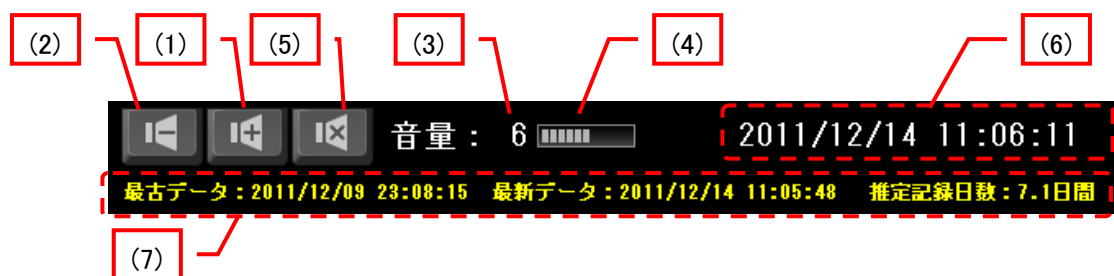 (2) (1) (5) (3) (4) (6)
音量： 6 2011/12/14 11:06:11
最古データ：2011/12/09 23:08:15 最新データ：2011/12/14 11:05:48 推定記録日数：7.1日間
(7)